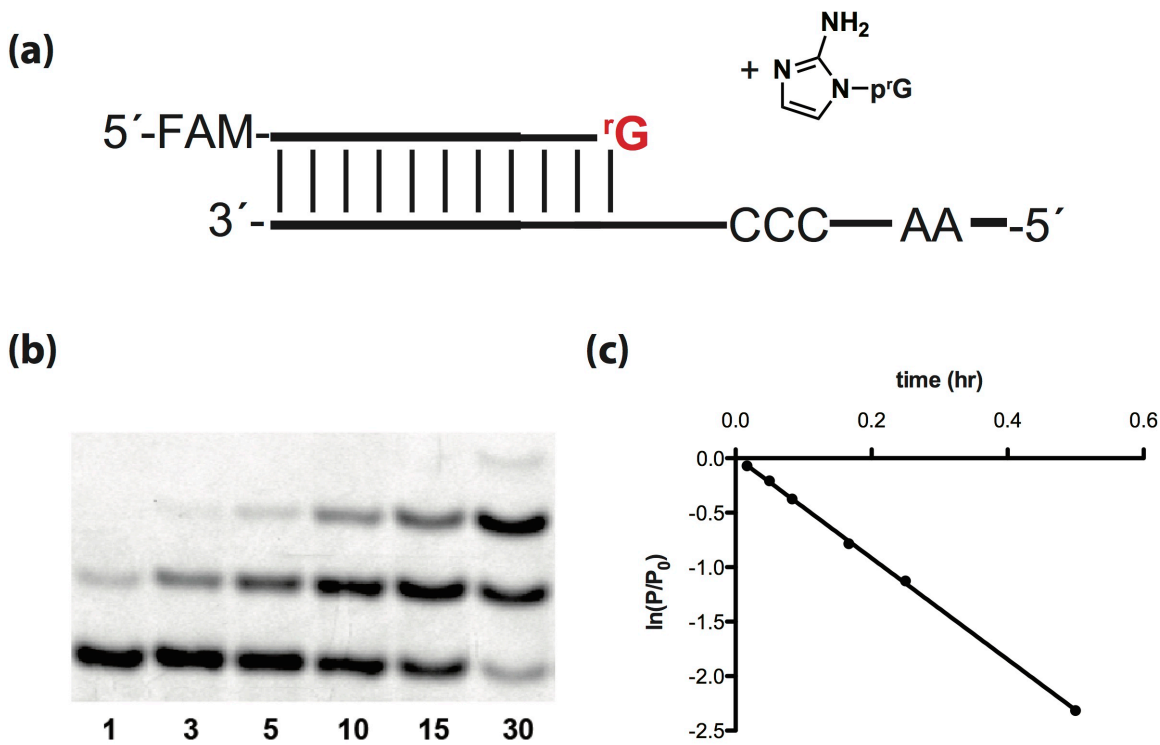 (a)
NH2
+ N
N–pʳG
5´-FAM-
ʳG
3´-
CCC
AA
-5´
(b)
1 3 5 10 15 30
(c)
time (hr)
0.0 0.2 0.4 0.6
0.0
-0.5
-1.0
-1.5
-2.0
-2.5
ln(P/P0)